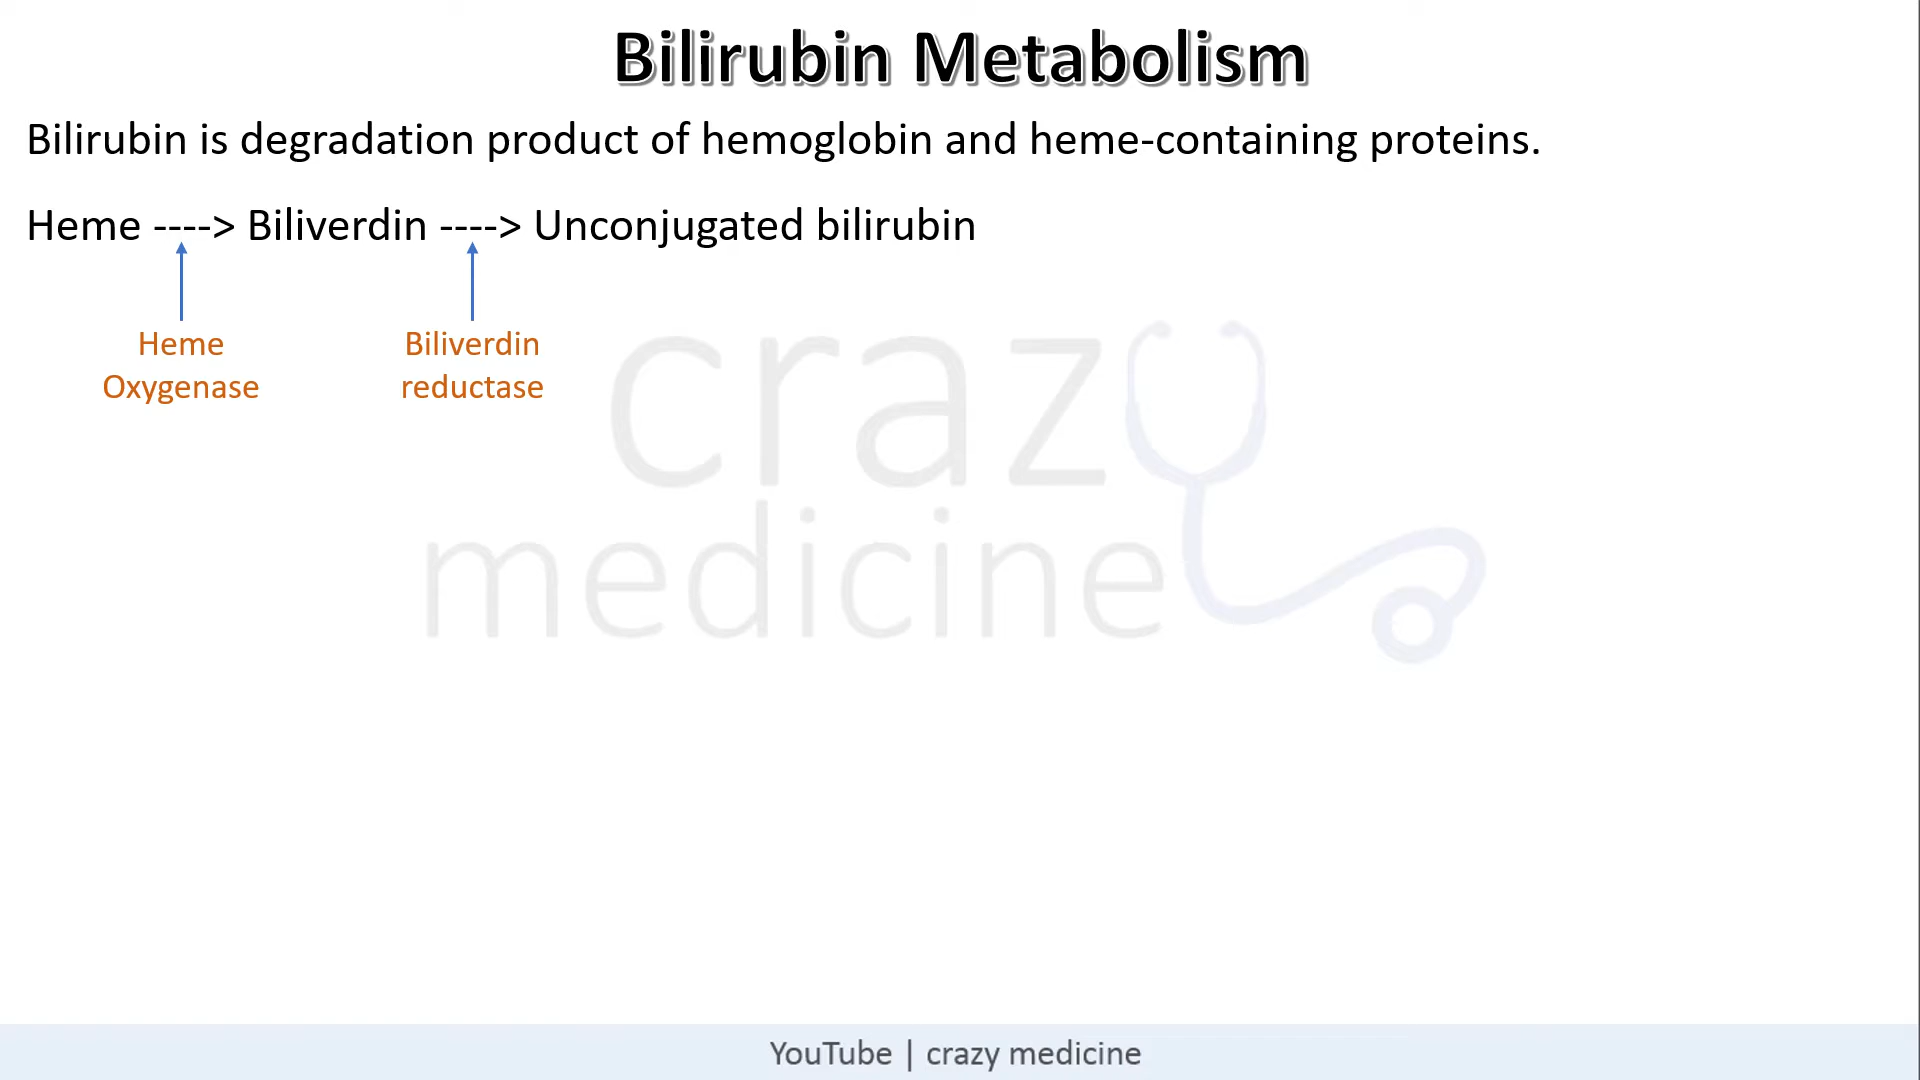 Bilirubin Metabolism
Bilirubin is degradation product of hemoglobin and heme-containing proteins.
Heme ----> Biliverdin ----> Unconjugated bilirubin
Heme
Oxygenase
Biliverdin
reductase
crazy
medicine
YouTube | crazy medicine